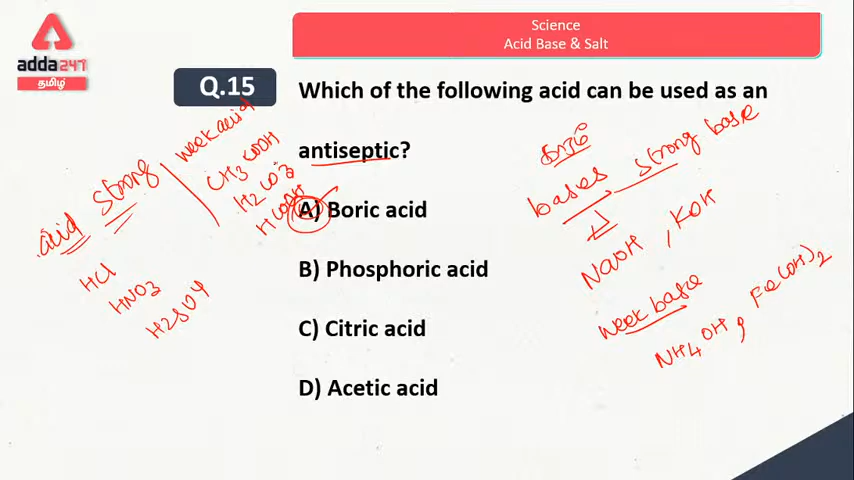 Science
Acid Base & Salt
adda247
தமிழ்
Q.15
Which of the following acid can be used as an
antiseptic?
A) Boric acid
B) Phosphoric acid
C) Citric acid
D) Acetic acid
acid strong
HCl
HNO3
H2SO4
week acid
CH3COOH
H2CO3
HCOOH
காரம்
bases strong base
NaOH, KOH
week base
NH4OH, Fe(OH)2